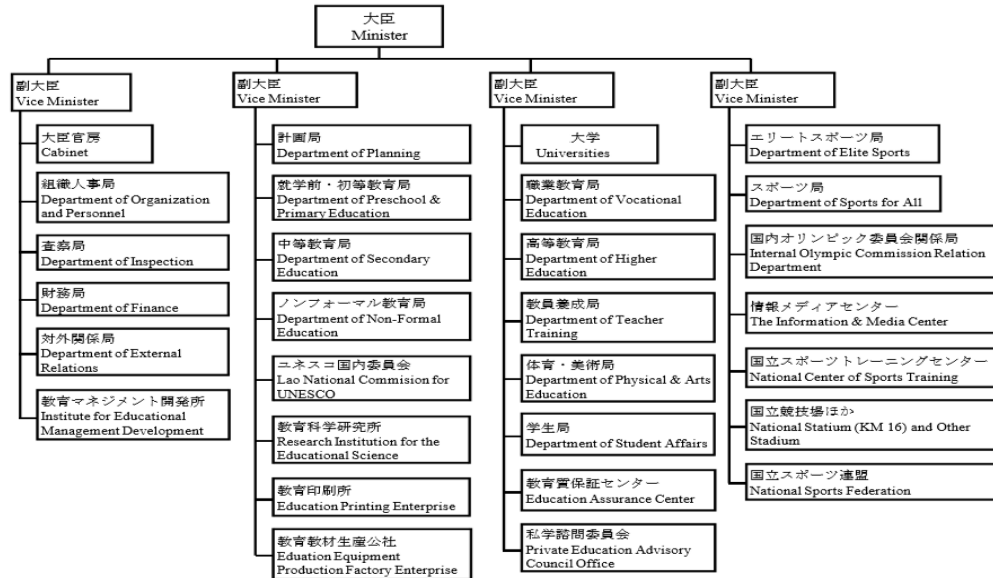 大臣
Minister
副大臣
Vice Minister
大臣官房
Cabinet
組織人事局
Department of Organization
and Personnel
査察局
Department of Inspection
財務局
Department of Finance
対外関係局
Department of External
Relations
教育マネジメント開発所
Institute for Educational
Management Development
副大臣
Vice Minister
計画局
Department of Planning
就学前・初等教育局
Department of Preschool &
Primary Education
中等教育局
Department of Secondary
Education
ノンフォーマル教育局
Department of Non-Formal
Education
ユネスコ国内委員会
Lao National Commision for
UNESCO
教育科学研究所
Research Institution for the
Educational Science
教育印刷所
Education Printing Enterprise
教育教材生産公社
Eduation Equipment
Production Factory Enterprise
副大臣
Vice Minister
大学
Universities
職業教育局
Department of Vocational
Education
高等教育局
Department of Higher
Education
教員養成局
Department of Teacher
Training
体育・美術局
Department of Physical & Arts
Education
学生局
Department of Student Affairs
教育質保証センター
Education Assurance Center
私学諮問委員会
Private Education Advisory
Council Office
副大臣
Vice Minister
エリートスポーツ局
Department of Elite Sports
スポーツ局
Department of Sports for All
国内オリンピック委員会関係局
Internal Olympic Commission Relation
Department
情報メディアセンター
The Information & Media Center
国立スポーツトレーニングセンター
National Center of Sports Training
国立競技場ほか
National Statium (KM 16) and Other
Stadium
国立スポーツ連盟
National Sports Federation